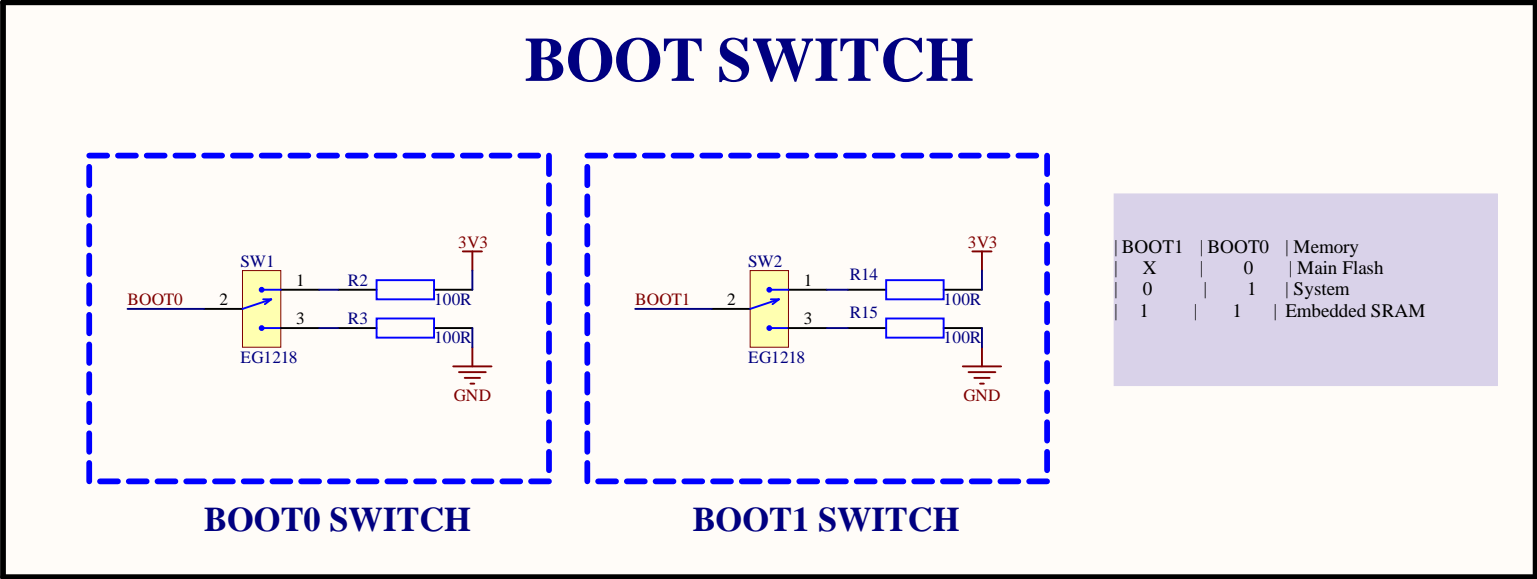 BOOT SWITCH
3V3
SW1
1
R2
100R
BOOT0
2
3
R3
100R
EG1218
GND
BOOT0 SWITCH
3V3
SW2
1
R14
100R
BOOT1
2
3
R15
100R
EG1218
GND
BOOT1 SWITCH
| BOOT1 | BOOT0 | Memory
| X | 0 | Main Flash
| 0 | 1 | System
| 1 | 1 | Embedded SRAM